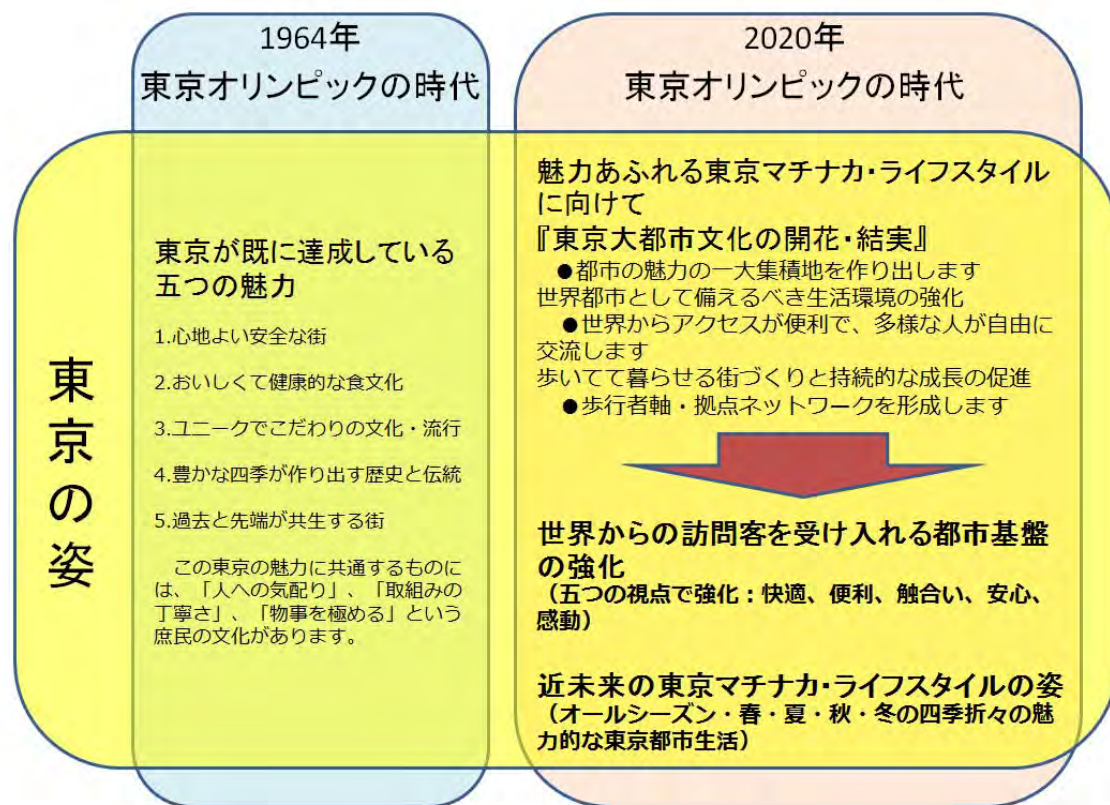 1964年
東京オリンピックの時代
2020年
東京オリンピックの時代
東京の姿
東京が既に達成している
五つの魅力
1.心地よい安全な街
2.おいしくて健康的な食文化
3.ユニークでこだわりの文化・流行
4.豊かな四季が作り出す歴史と伝統
5.過去と先端が共生する街
　この東京の魅力に共通するものに
は、「人への気配り」、「取組みの
丁寧さ」、「物事を極める」という
庶民の文化があります。
魅力あふれる東京マチナカ・ライフスタイル
に向けて
『東京大都市文化の開花・結実』
●都市の魅力の一大集積地を作り出します
世界都市として備えるべき生活環境の強化
●世界からアクセスが便利で、多様な人が自由に
交流します
歩いてて暮らせる街づくりと持続的な成長の促進
●歩行者軸・拠点ネットワークを形成します
世界からの訪問客を受け入れる都市基盤
の強化
（五つの視点で強化：快適、便利、触合い、安心、
感動）
近未来の東京マチナカ・ライフスタイルの姿
（オールシーズン・春・夏・秋・冬の四季折々の魅
力的な東京都市生活）